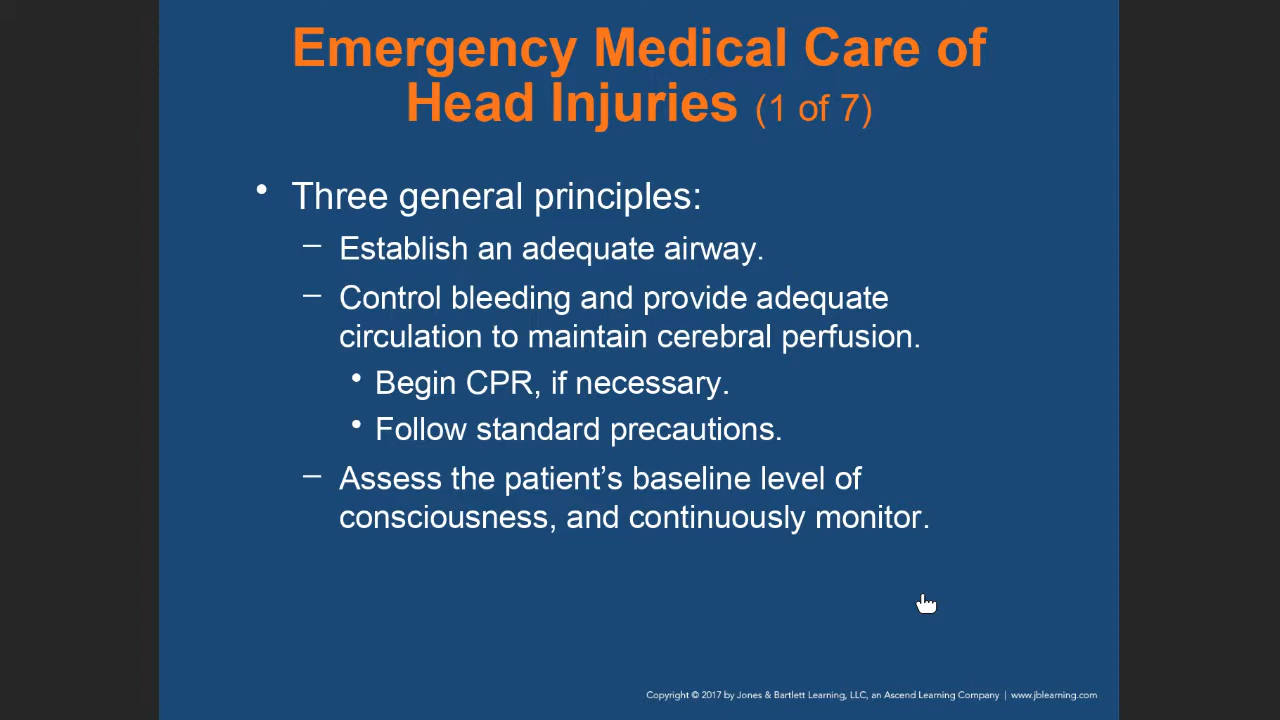 Emergency Medical Care of
Head Injuries (1 of 7)
• Three general principles:
– Establish an adequate airway.
– Control bleeding and provide adequate
circulation to maintain cerebral perfusion.
• Begin CPR, if necessary.
• Follow standard precautions.
– Assess the patient’s baseline level of
consciousness, and continuously monitor.
Copyright © 2017 by Jones & Bartlett Learning, LLC, an Ascend Learning Company | www.jblearning.com